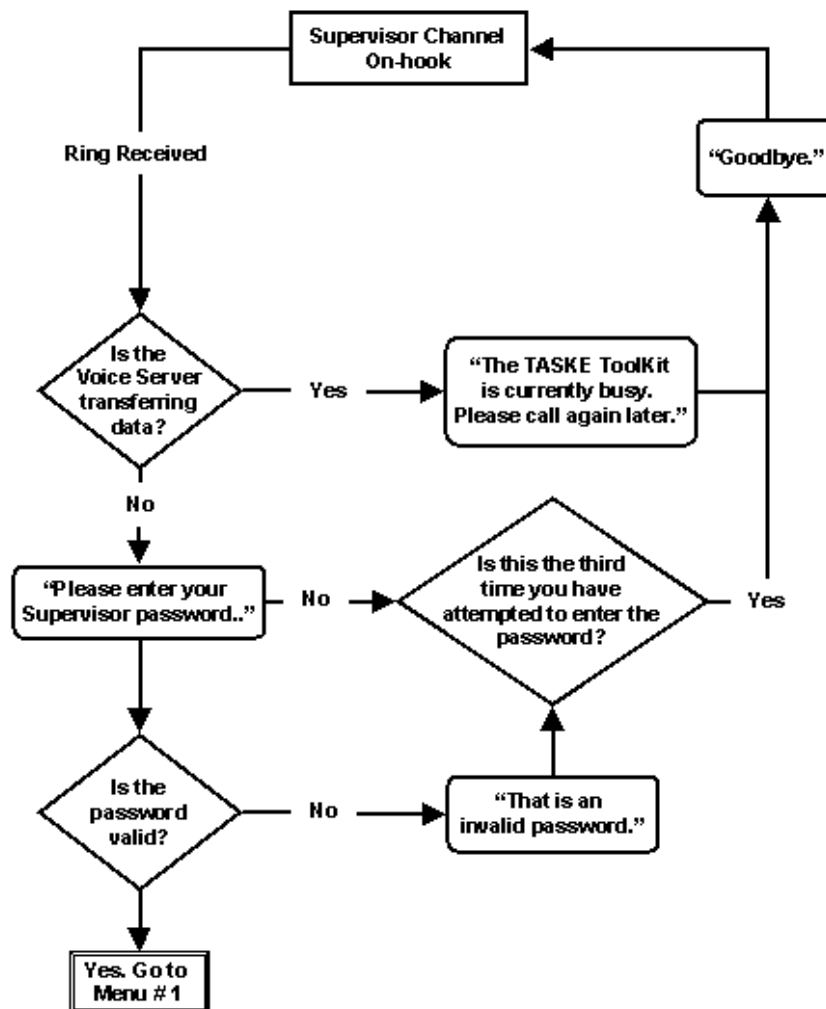 Supervisor Channel
On-hook
Ring Received
“Goodbye.”
Is the
Voice Server
transferring
data?
Yes
“The TASKE ToolKit
is currently busy.
Please call again later.”
No
“Please enter your
Supervisor password..”
No
Is this the third
time you have
attempted to enter the
password?
Yes
Is the
password
valid?
No
“That is an
invalid password.”
Yes. Go to
Menu # 1